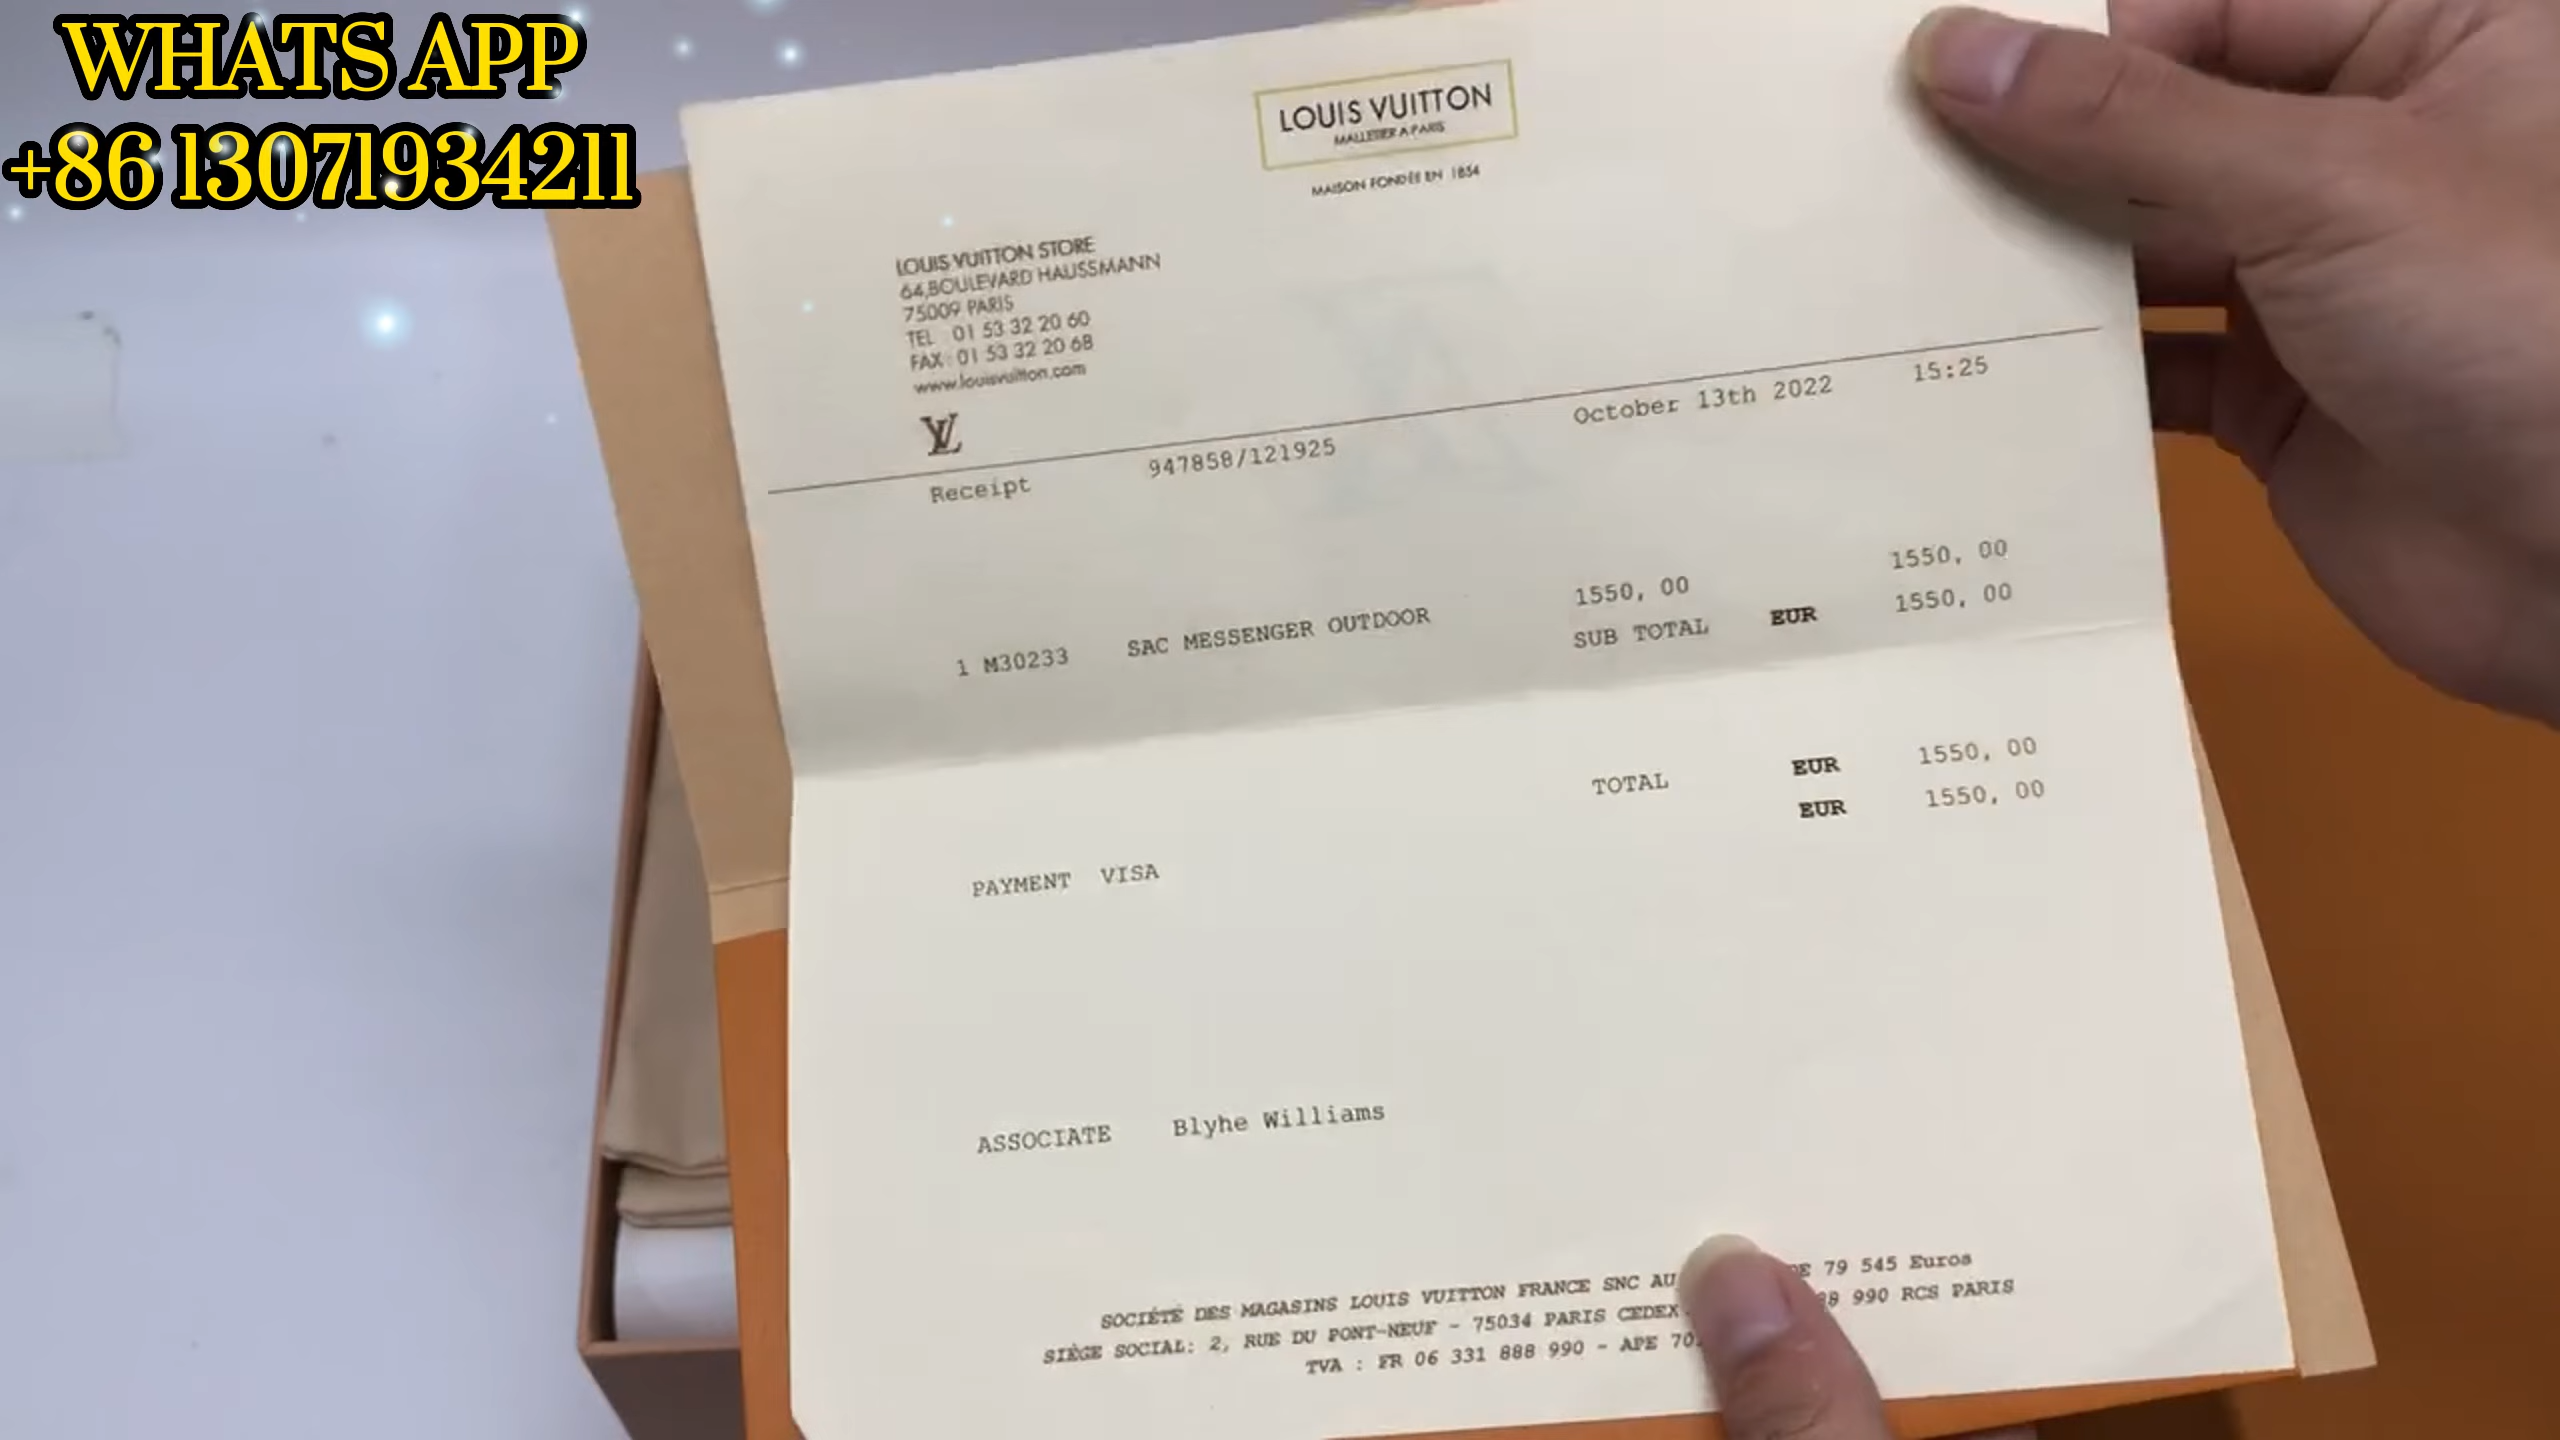 WHATS APP
+86 13071934211
LOUIS VUITTON
MALLETIER A PARIS
MAISON FONDÉE EN 1854
LOUIS VUITTON STORE
64,BOULEVARD HAUSSMANN
75009 PARIS
TEL : 01 53 32 20 60
FAX : 01 53 32 20 68
www.louisvuitton.com
LV
Receipt 947858/121925 October 13th 2022 15:25
1 M30233 SAC MESSENGER OUTDOOR 1550, 00 1550, 00
SUB TOTAL EUR 1550, 00
TOTAL EUR 1550, 00
EUR 1550, 00
PAYMENT VISA
ASSOCIATE Blyhe Williams
SOCIÉTÉ DES MAGASINS LOUIS VUITTON FRANCE SNC AU DE 79 545 Euros
SIÈGE SOCIAL: 2, RUE DU PONT-NEUF - 75034 PARIS CEDEX 990 RCS PARIS
TVA : FR 06 331 888 990 - APE